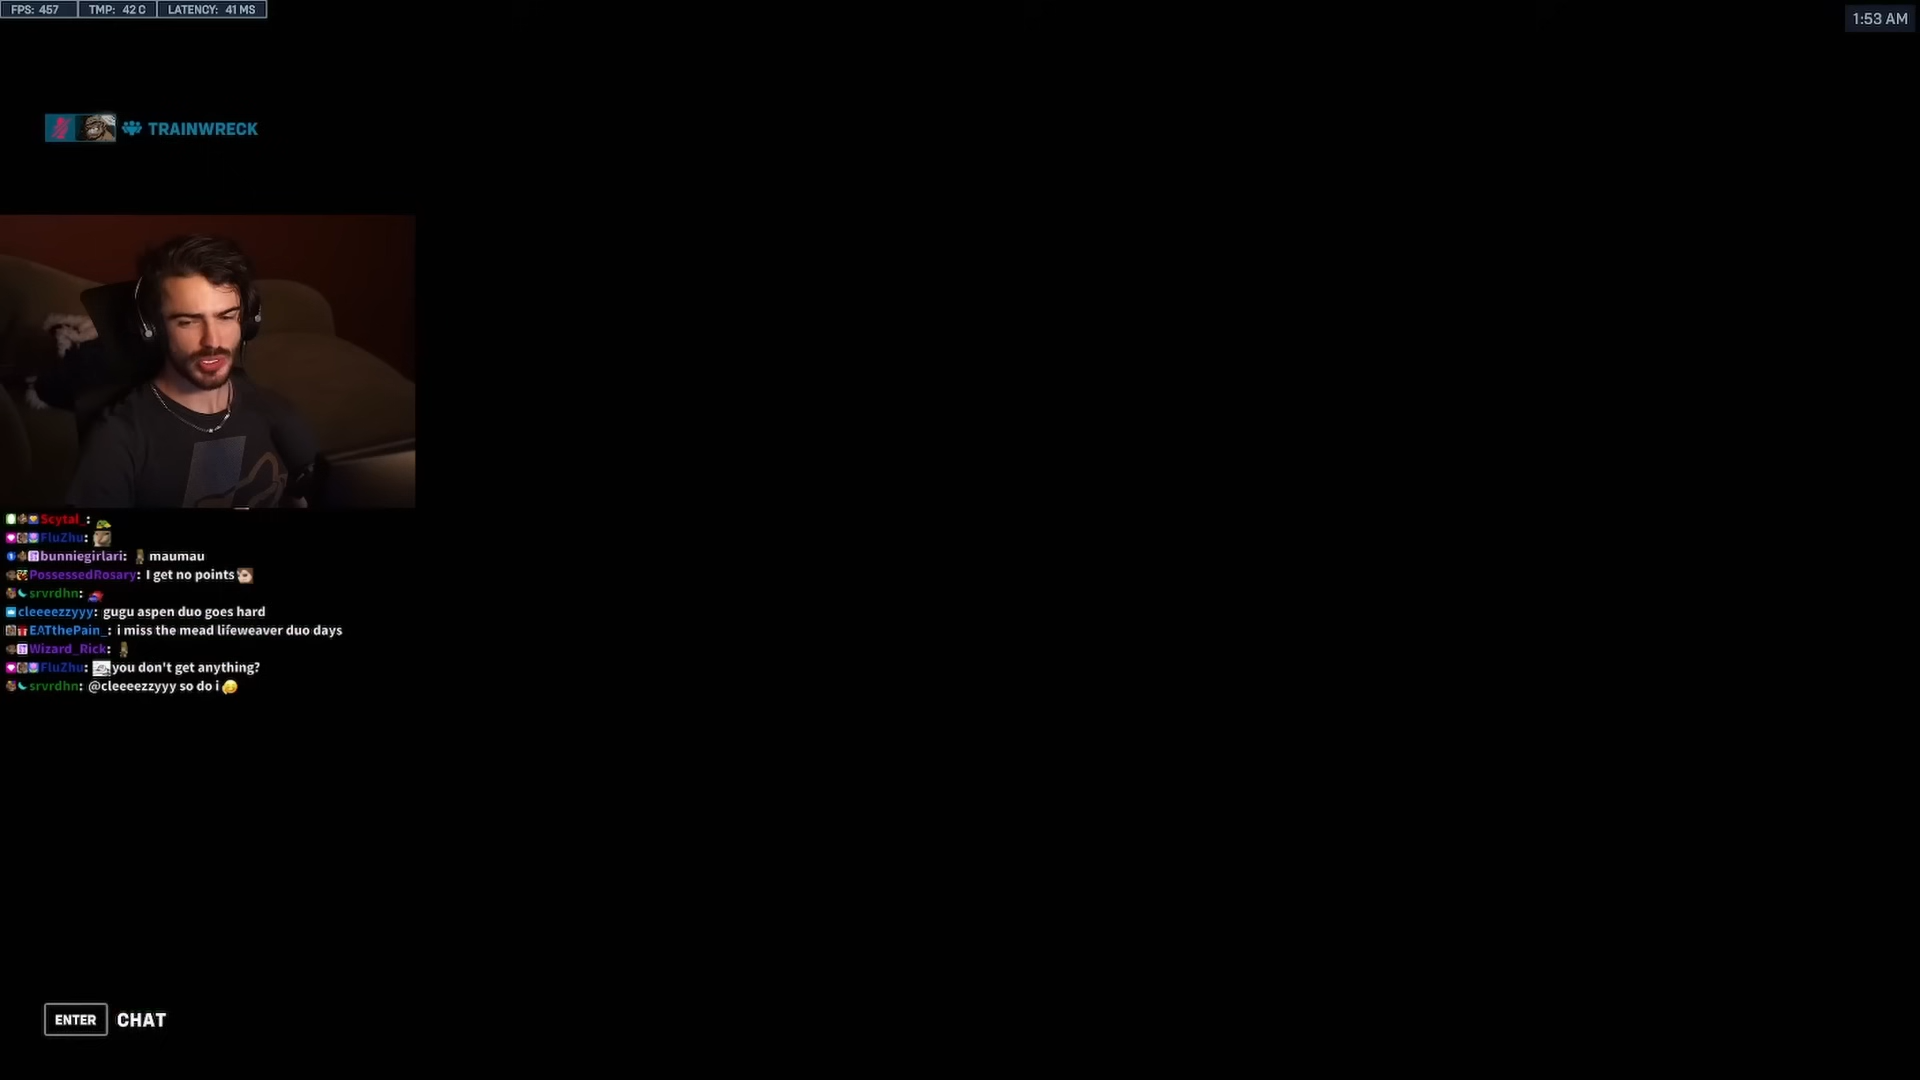 FPS: 457 TMP: 42 C LATENCY: 41 MS
1:53 AM
TRAINWRECK
Scytal_:
FluZhu:
bunniegirlari: maumau
PossessedRosary: I get no points
srvrdhn:
cleeeezzyyy: gugu aspen duo goes hard
EATthePain_: i miss the mead lifeweaver duo days
Wizard_Rick:
FluZhu: you don't get anything?
srvrdhn: @cleeeezzyyy so do i
ENTER CHAT